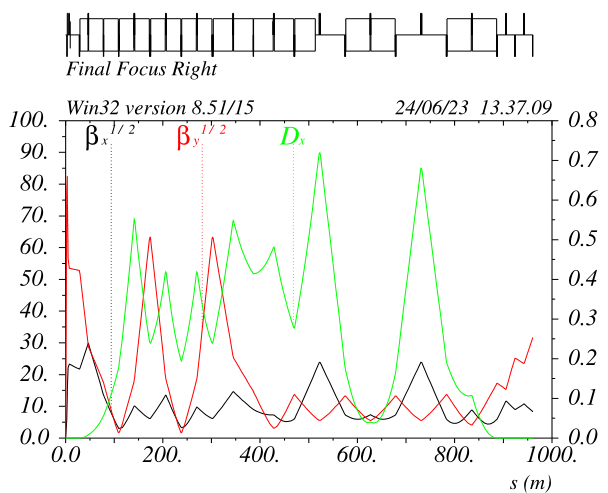 Final Focus Right
Win32 version 8.51/15 24/06/23 13.37.09
βx1/2 βy1/2 Dx
100. 0.8
90.
80. 0.7
70. 0.6
60. 0.5
50. 0.4
40. 0.3
30. 0.2
20. 0.1
10. 0.0
0.0
0.0 200. 400. 600. 800. 1000.
s (m)